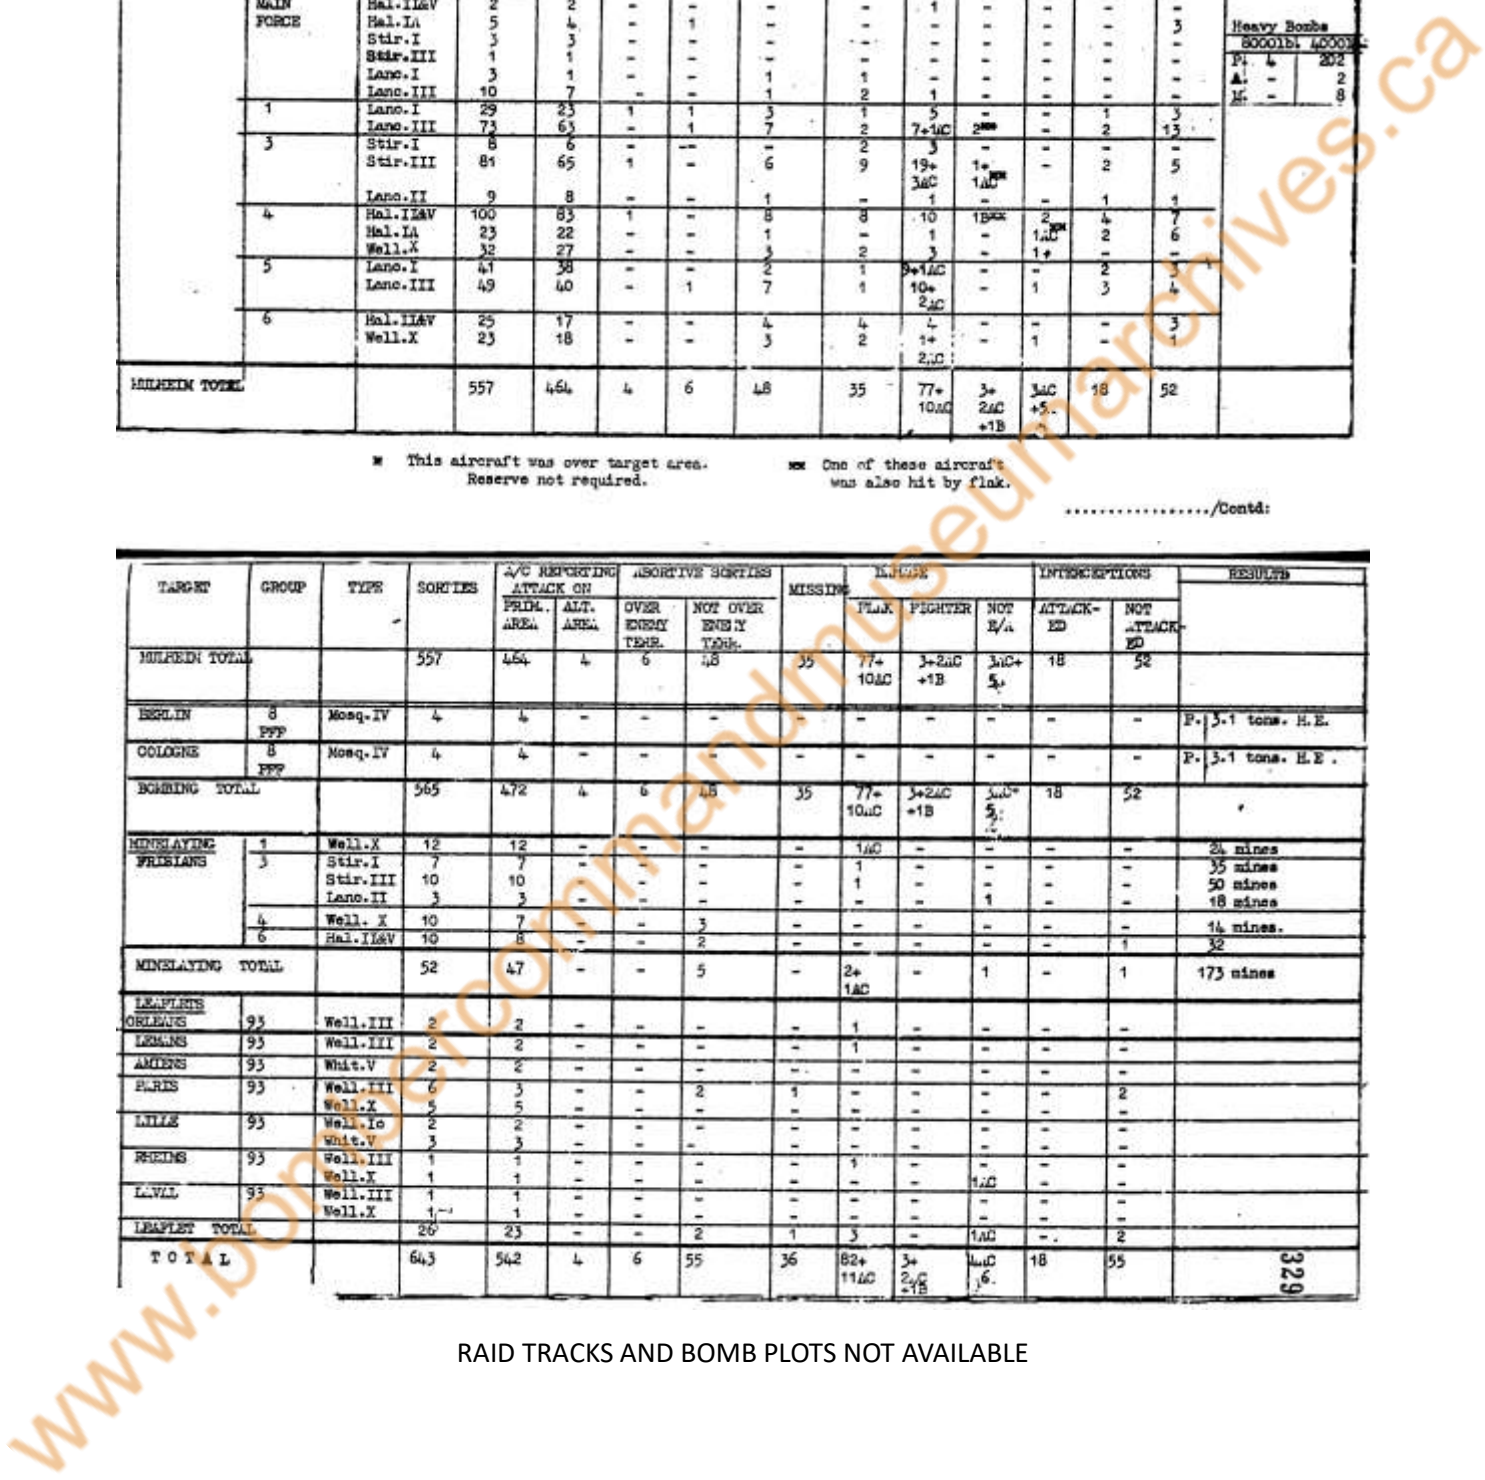 MAIN Hal.II&V 2 2 - - - - 1 - - - -
FORCE Hal.IA 5 4 - 1 - - - - - - 3
Stir.I 3 3 - - - - - - - - -
Stir.III 1 1 - - - - - - - - -
Lanc.I 3 1 - - 1 1 - - - - -
Lanc.III 10 7 - - 1 2 1 - - - -
Heavy Bombs
8000lb. 4000lb.
P. 4 202
A. - 2
M. - 8
1 Lanc.I 29 23 1 1 3 1 5 - - 1 3
Lanc.III 73 63 - 1 7 2 7+1AC 2** - 2 13
3 Stir.I 8 6 - -- - 2 3 - - - -
Stir.III 81 65 1 - 6 9 19+ 1+ - 2 5
3AC 1AC**
Lanc.II 9 8 - - 1 - 1 - - 1 1
4 Hal.II&V 100 83 1 - 8 8 10 1B** 2 4 7
Hal.IA 23 22 - - 1 - 1 - 1AC** 2 6
Well.X 32 27 - - 3 2 3 - 1+ - -
5 Lanc.I 41 38 - - 2 1 9+1AC - - 2 3
Lanc.III 49 40 - 1 7 1 10+ - 1 3 4
2AC
6 Hal.II&V 25 17 - - 4 4 4 - - - 3
Well.X 23 18 - - 3 2 1+ - 1 - 1
2AC
MULHEIM TOTAL 557 464 4 6 48 35 77+ 3+ 3AC 18 52
10AC 2AC +5
+1B
* This aircraft was over target area.
Reserve not required.
** One of these aircraft
was also hit by flak.
................../Contd:
TARGET GROUP TYPE SORTIES A/C REPORTING ATTACK ON ABORTIVE SORTIES MISSING DAMAGE INTERCEPTIONS RESULTS
PRIM. ALT. OVER NOT OVER FLAK FIGHTER NOT ATTACK- NOT
AREA AREA ENEMY ENEMY E/A ED ATTACK-
TERR. TERR. ED
MULHEIM TOTAL 557 464 4 6 48 35 77+ 3+2AC 3AC+ 18 52
10AC +1B 5
BERLIN 8 Mosq.IV 4 4 - - - - - - - - - P. 3.1 tons. H.E.
PFF
COLOGNE 8 Mosq.IV 4 4 - - - - - - - - - P. 3.1 tons. H.E.
PFF
BOMBING TOTAL 565 472 4 6 48 35 77+ 3+2AC 3AC+ 18 52
10AC +1B 5
MINELAYING 1 Well.X 12 12 - - - - 1AC - - - - 24 mines
FRISIANS 3 Stir.I 7 7 - - - - 1 - - - - 35 mines
Stir.III 10 10 - - - - 1 - - - - 50 mines
Lanc.II 3 3 - - - - - - 1 - - 18 mines
4 Well. X 10 7 - - 3 - - - - - - 14 mines.
6 Hal.II&V 10 8 - - 2 - - - - - 1 32
MINELAYING TOTAL 52 47 - - 5 - 2+ - 1 - 1 173 mines
1AC
LEAFLETS
ORLEANS 93 Well.III 2 2 - - - - 1 - - - -
LEMANS 93 Well.III 2 2 - - - - 1 - - - -
AMIENS 93 Whit.V 2 2 - - - - - - - - -
PARIS 93 Well.III 6 3 - - 2 1 - - - - 2
Well.X 5 5 - - - - - - - - -
LILLE 93 Well.Ic 2 2 - - - - - - - - -
Whit.V 3 3 - - - - - - - - -
RHEIMS 93 Well.III 1 1 - - - - 1 - - - -
Well.X 1 1 - - - - - - 1AC - -
LAVAL 93 Well.III 1 1 - - - - - - - - -
Well.X 1 1 - - - - - - - - -
LEAFLET TOTAL 26 23 - - 2 1 3 - 1AC - 2
TOTAL 643 542 4 6 55 36 82+ 3+ 4AC 18 55
11AC 2AC 6
+1B
329
RAID TRACKS AND BOMB PLOTS NOT AVAILABLE
www.bombercommandmuseumarchives.ca